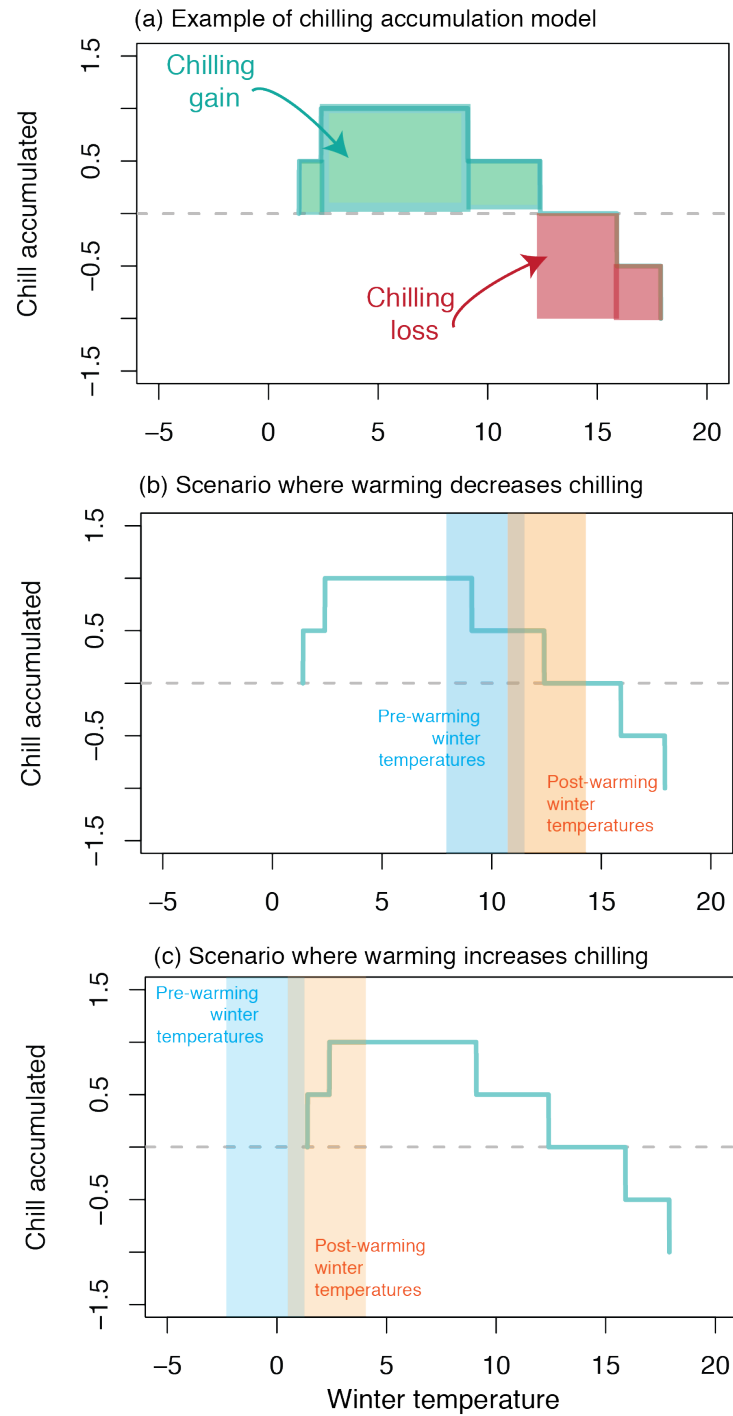 (a) Example of chilling accumulation model
Chilling
gain
Chilling
loss
Chill accumulated
1.5
0.5
−0.5
−1.5
−5
0
5
10
15
20
(b) Scenario where warming decreases chilling
Pre-warming
winter
temperatures
Post-warming
winter
temperatures
Chill accumulated
1.5
0.5
−0.5
−1.5
−5
0
5
10
15
20
(c) Scenario where warming increases chilling
Pre-warming
winter
temperatures
Post-warming
winter
temperatures
Chill accumulated
1.5
0.5
−0.5
−1.5
−5
0
5
10
15
20
Winter temperature